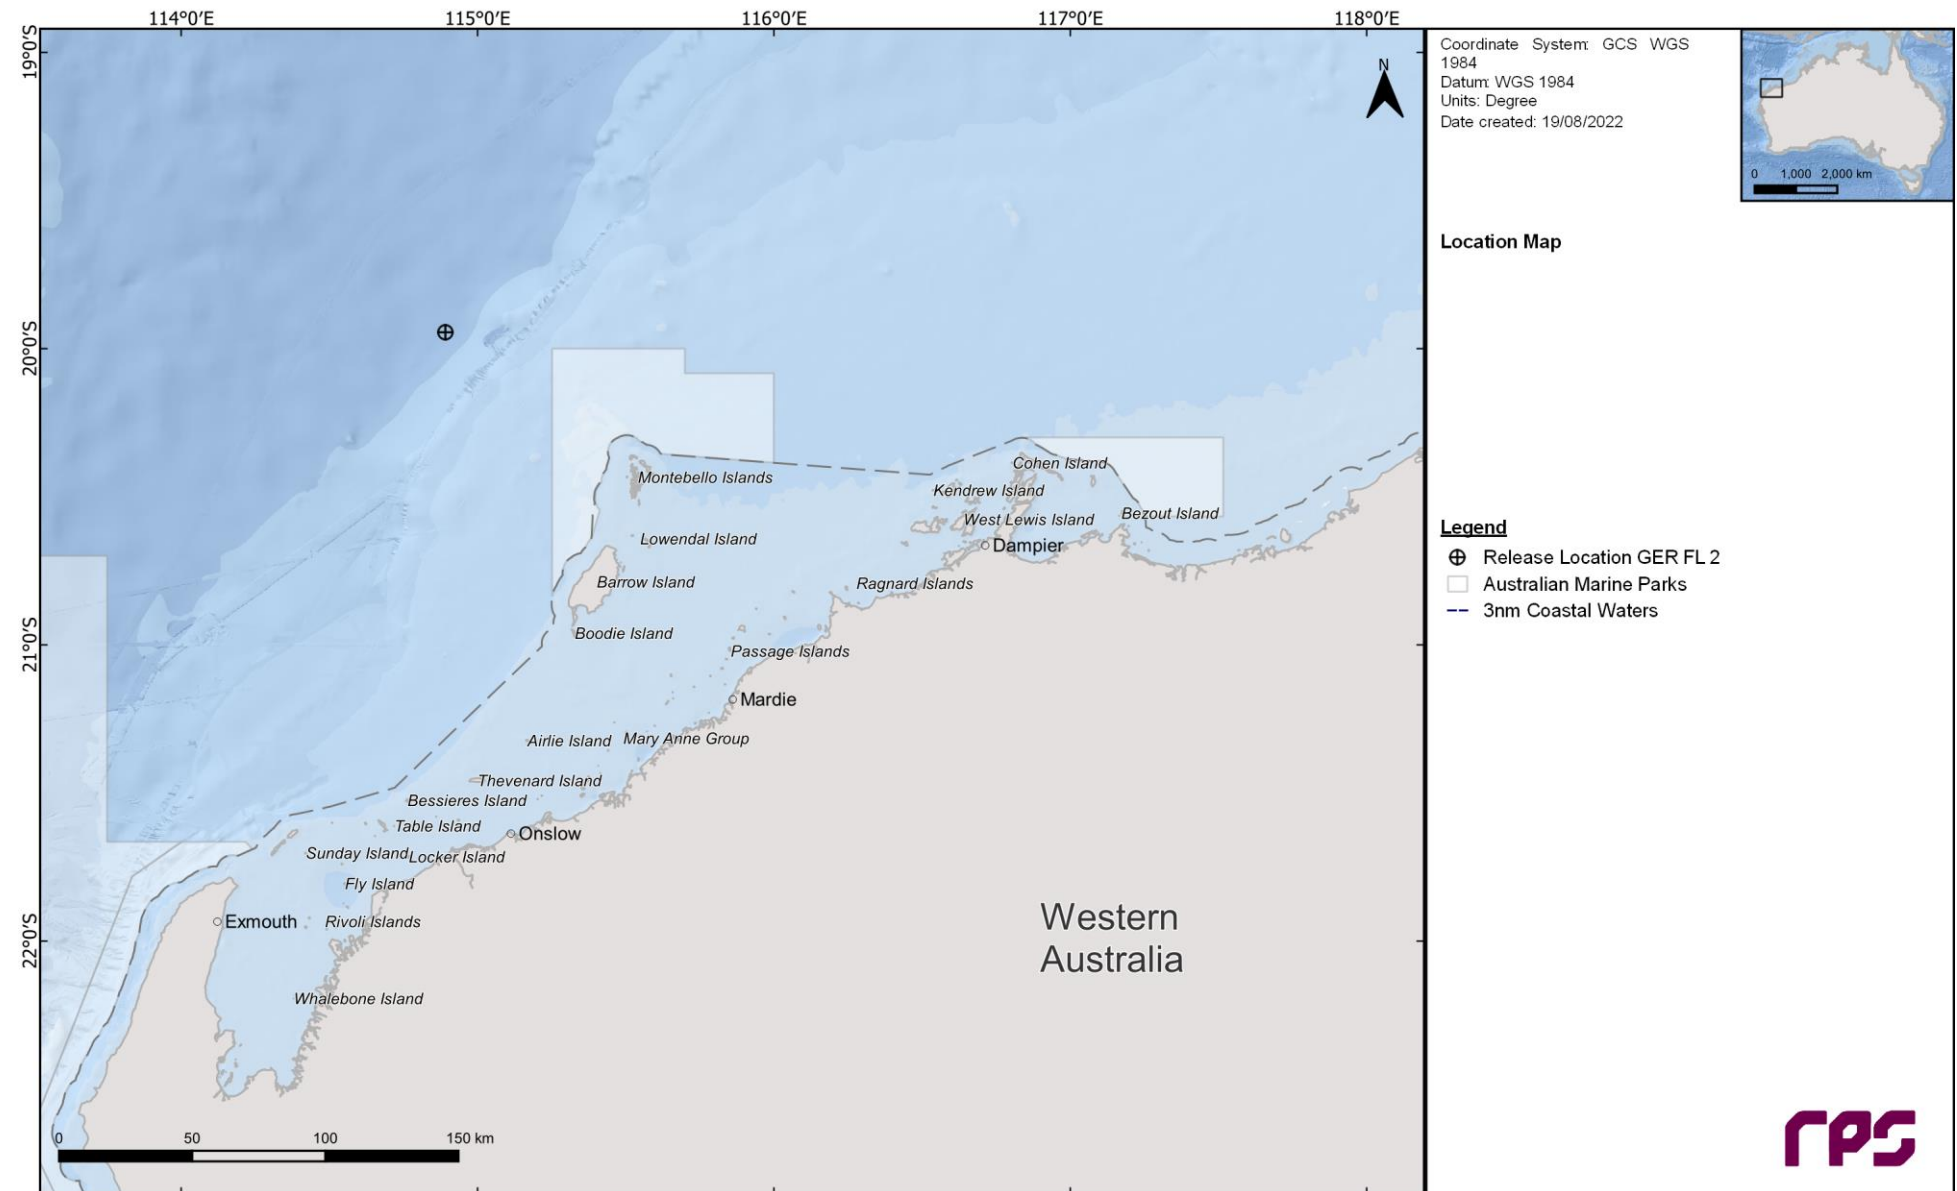 114°0'E 115°0'E 116°0'E 117°0'E 118°0'E
19°0'S
20°0'S
21°0'S
22°0'S
N
Montebello Islands
Cohen Island
Kendrew Island
West Lewis Island
Bezout Island
Dampier
Lowendal Island
Barrow Island
Ragnard Islands
Boodie Island
Passage Islands
Mardie
Airlie Island
Mary Anne Group
Thevenard Island
Bessieres Island
Table Island
Onslow
Sunday Island
Locker Island
Fly Island
Exmouth
Rivoli Islands
Whalebone Island
Western
Australia
0 50 100 150 km
Coordinate System: GCS WGS
1984
Datum: WGS 1984
Units: Degree
Date created: 19/08/2022
0 1,000 2,000 km
Location Map
Legend
Release Location GER FL 2
Australian Marine Parks
3nm Coastal Waters
rps